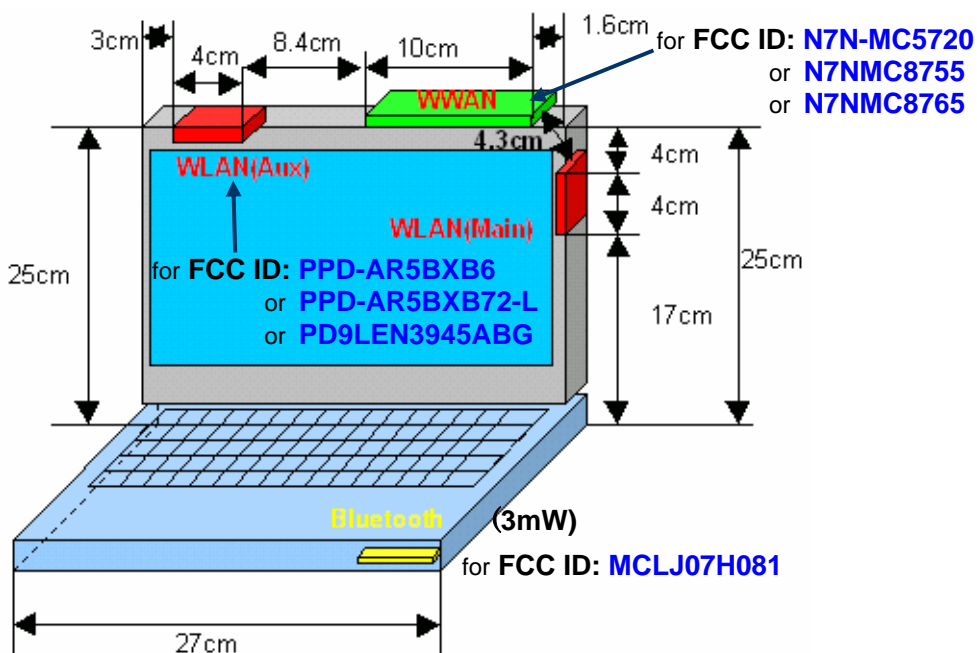 3cm
4cm
8.4cm
10cm
1.6cm
for FCC ID: N7N-MC5720
or N7NMC8755
or N7NMC8765
WWAN
4.3cm
WLAN(Aux)
4cm
4cm
WLAN(Main)
25cm
for FCC ID: PPD-AR5BXB6
or PPD-AR5BXB72-L
or PD9LEN3945ABG
17cm
25cm
Bluetooth (3mW)
for FCC ID: MCLJ07H081
27cm